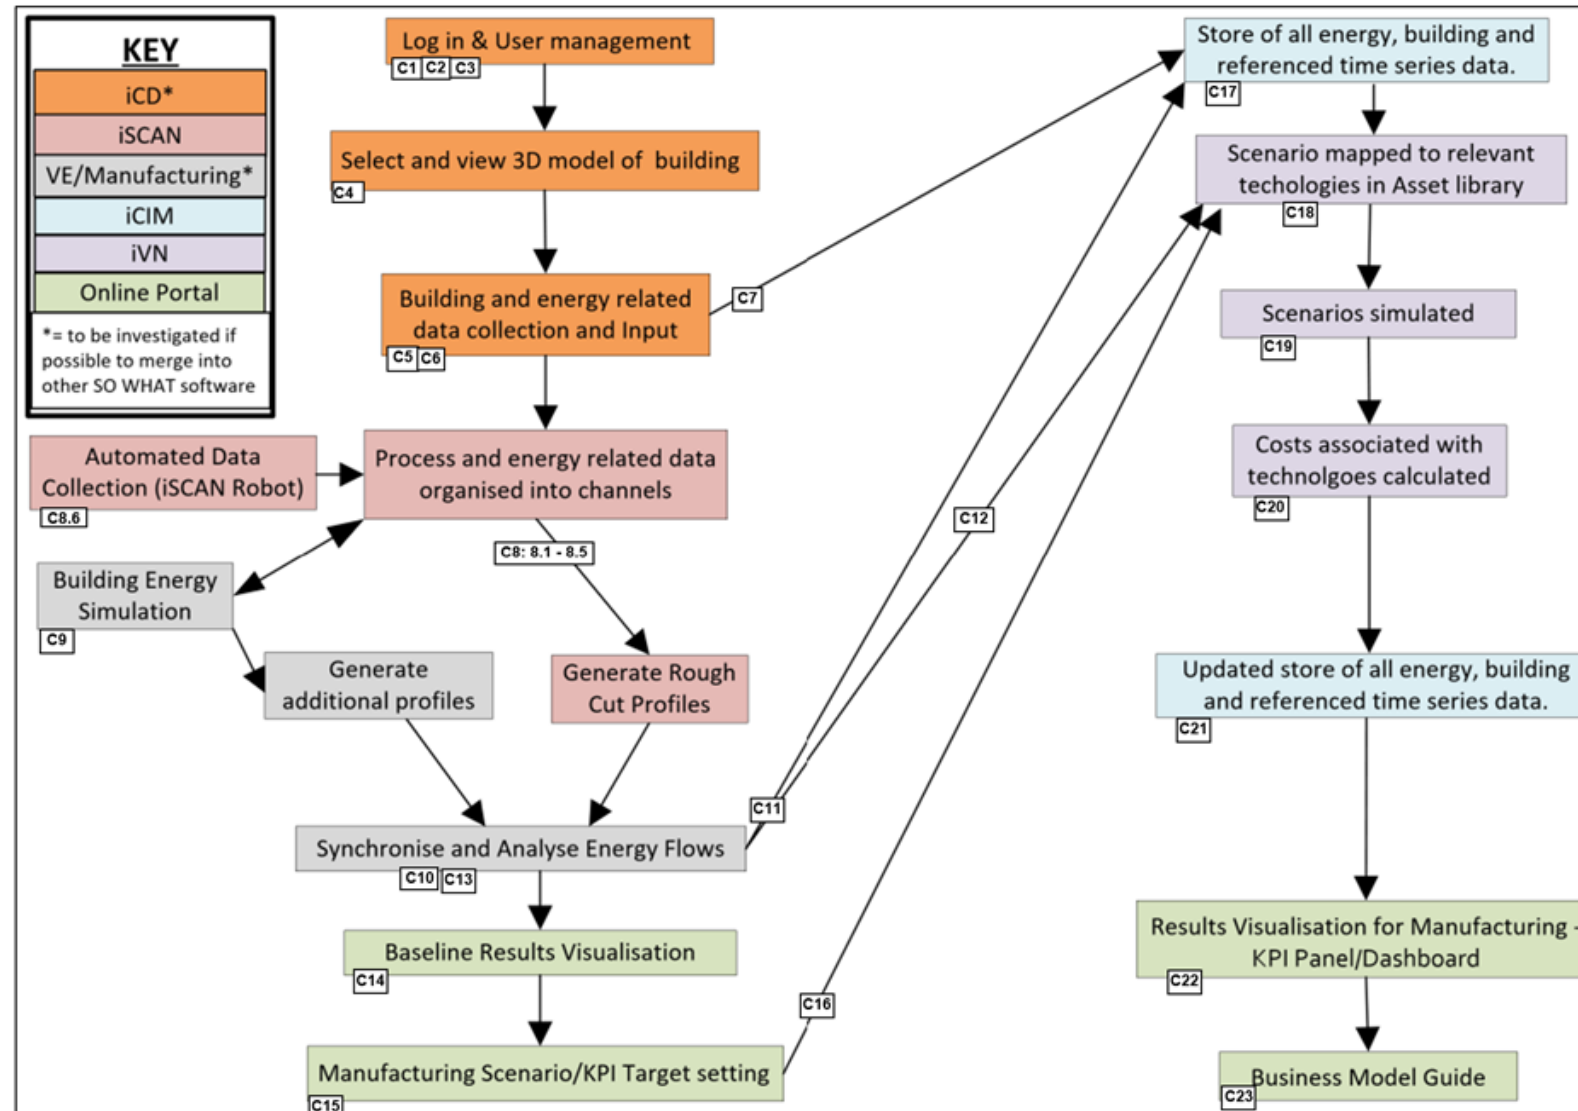 KEY
iCD*
iSCAN
VE/Manufacturing*
iCIM
iVN
Online Portal
*= to be investigated if
possible to merge into
other SO WHAT software
Log in & User management
C1 C2 C3
Select and view 3D model of building
C4
Building and energy related
data collection and Input
C5 C6
C7
Automated Data
Collection (iSCAN Robot)
C8.6
Process and energy related data
organised into channels
C8: 8.1 - 8.5
Building Energy
Simulation
C9
Generate
additional profiles
Generate Rough
Cut Profiles
Synchronise and Analyse Energy Flows
C10 C13
C11
C12
Baseline Results Visualisation
C14
Manufacturing Scenario/KPI Target setting
C15
C16
Store of all energy, building and
referenced time series data.
C17
Scenario mapped to relevant
techologies in Asset library
C18
Scenarios simulated
C19
Costs associated with
technolgoes calculated
C20
Updated store of all energy, building
and referenced time series data.
C21
Results Visualisation for Manufacturing -
KPI Panel/Dashboard
C22
Business Model Guide
C23